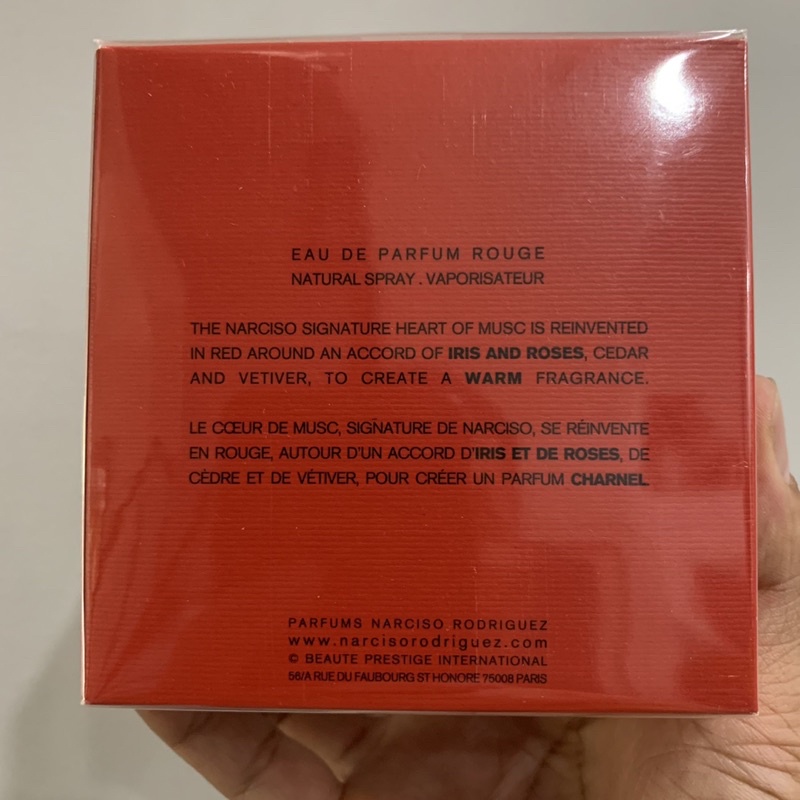 EAU DE PARFUM ROUGE
NATURAL SPRAY . VAPORISATEUR
THE NARCISO SIGNATURE HEART OF MUSC IS REINVENTED
IN RED AROUND AN ACCORD OF IRIS AND ROSES, CEDAR
AND VETIVER, TO CREATE A WARM FRAGRANCE.
LE CŒUR DE MUSC, SIGNATURE DE NARCISO, SE RÉINVENTE
EN ROUGE, AUTOUR D'UN ACCORD D'IRIS ET DE ROSES, DE
CÈDRE ET DE VÉTIVER, POUR CRÉER UN PARFUM CHARNEL.
PARFUMS NARCISO RODRIGUEZ
www.narcisorodriguez.com
© BEAUTE PRESTIGE INTERNATIONAL
56/A RUE DU FAUBOURG ST HONORE 75008 PARIS